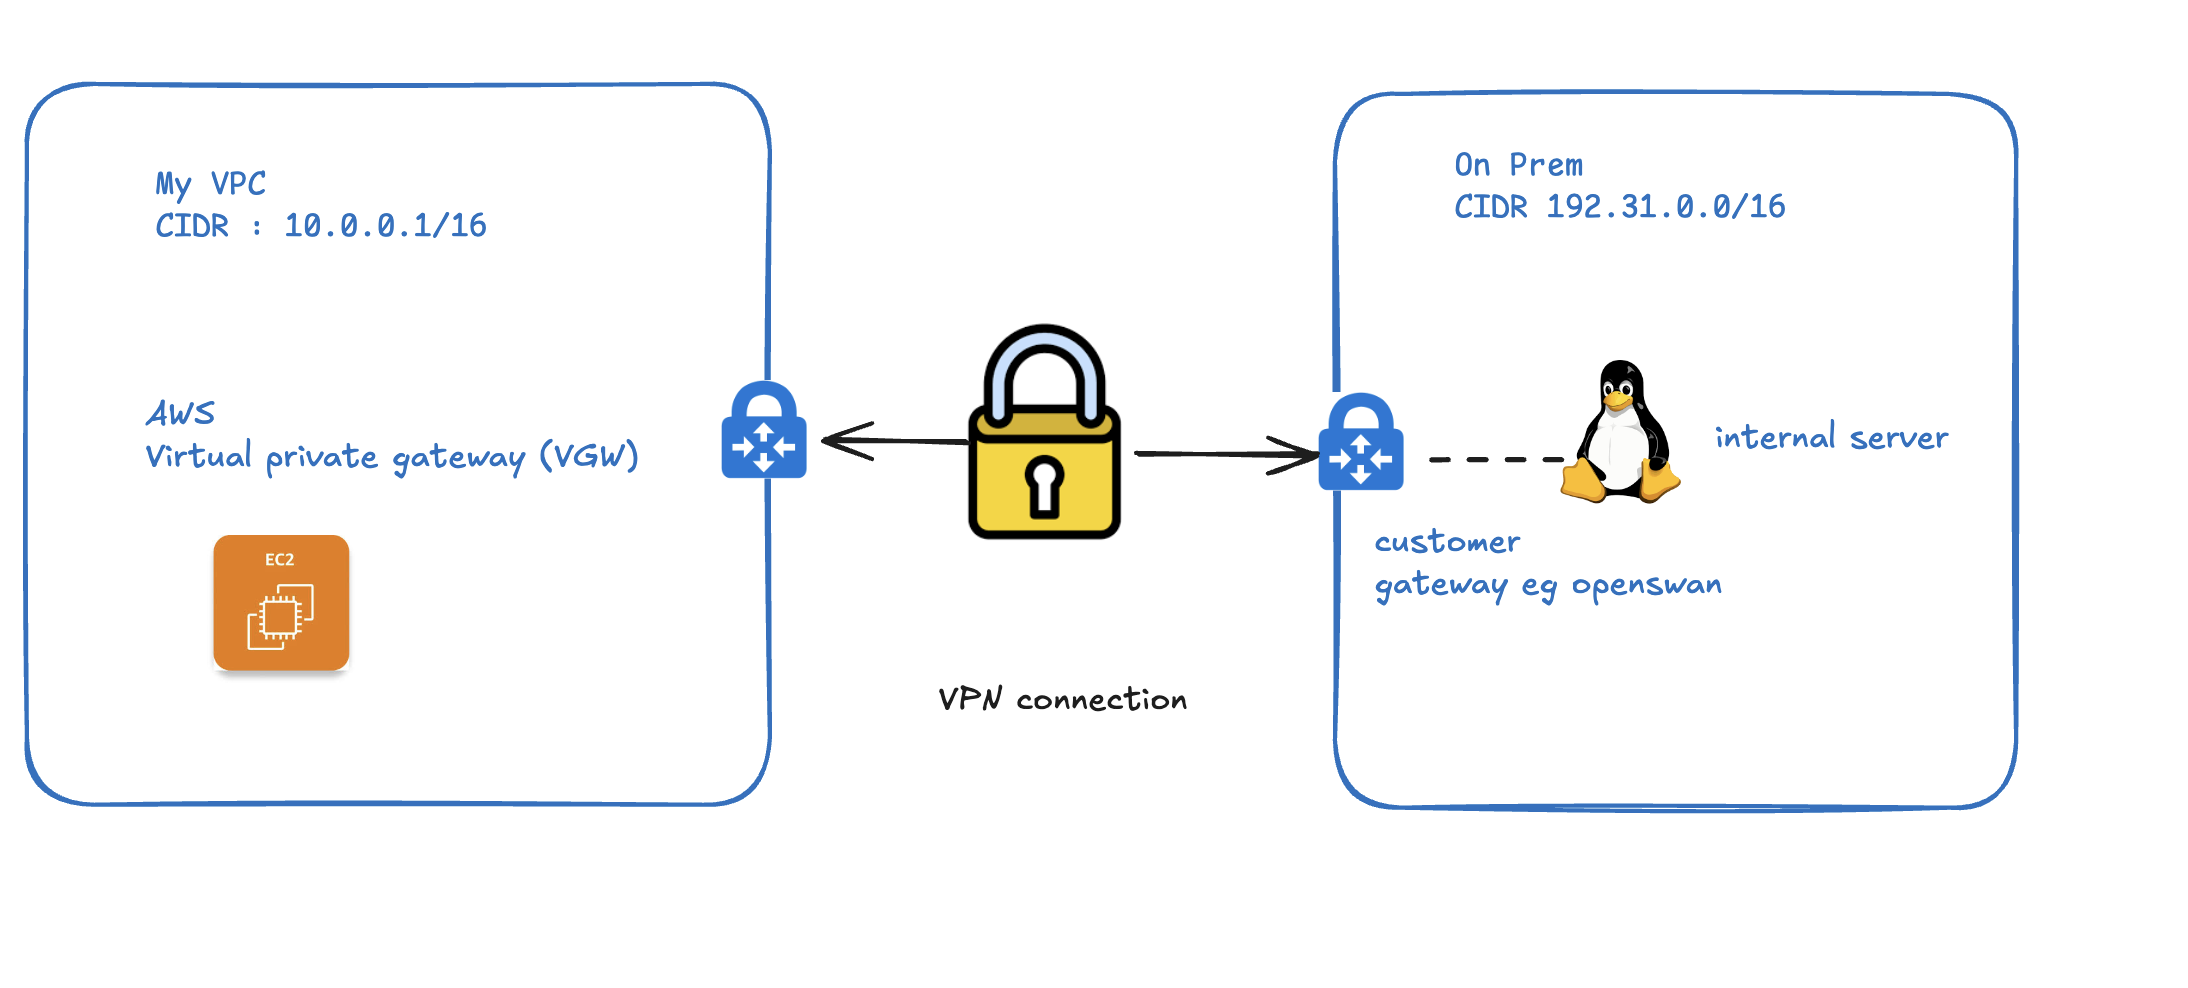 My VPC
CIDR : 10.0.0.1/16
AWS
Virtual private gateway (VGW)
EC2
VPN connection
On Prem
CIDR 192.31.0.0/16
internal server
customer
gateway eg openswan